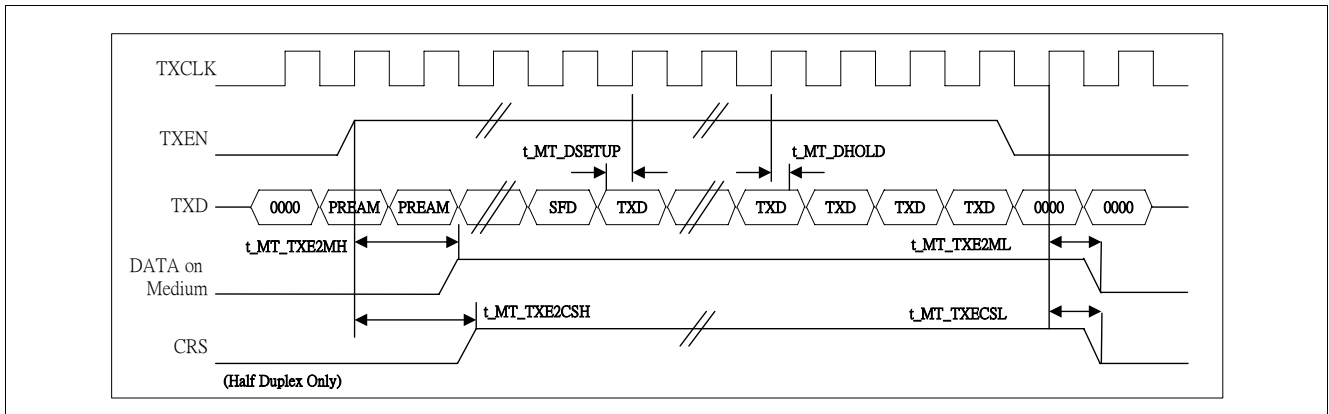 TXCLK
TXEN
t_MT_DSETUP
t_MT_DHOLD
TXD
0000 PREAM PREAM SFD TXD TXD TXD TXD TXD 0000 0000
t_MT_TXE2MH
t_MT_TXE2ML
DATA on
Medium
t_MT_TXE2CSH
t_MT_TXECSL
CRS
(Half Duplex Only)